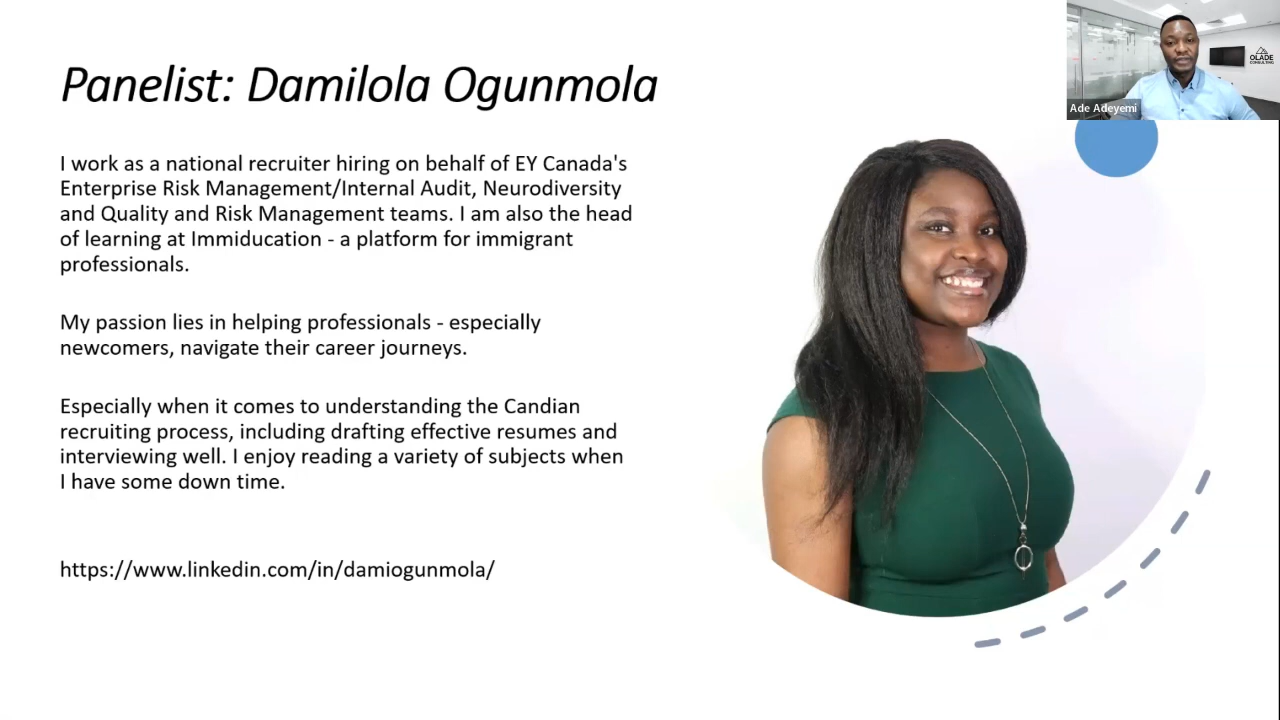 Panelist: Damilola Ogunmola
I work as a national recruiter hiring on behalf of EY Canada's
Enterprise Risk Management/Internal Audit, Neurodiversity
and Quality and Risk Management teams. I am also the head
of learning at Immiducation - a platform for immigrant
professionals.
My passion lies in helping professionals - especially
newcomers, navigate their career journeys.
Especially when it comes to understanding the Candian
recruiting process, including drafting effective resumes and
interviewing well. I enjoy reading a variety of subjects when
I have some down time.
https://www.linkedin.com/in/damiogunmola/
OLADE
CONSULTING
Ade Adeyemi